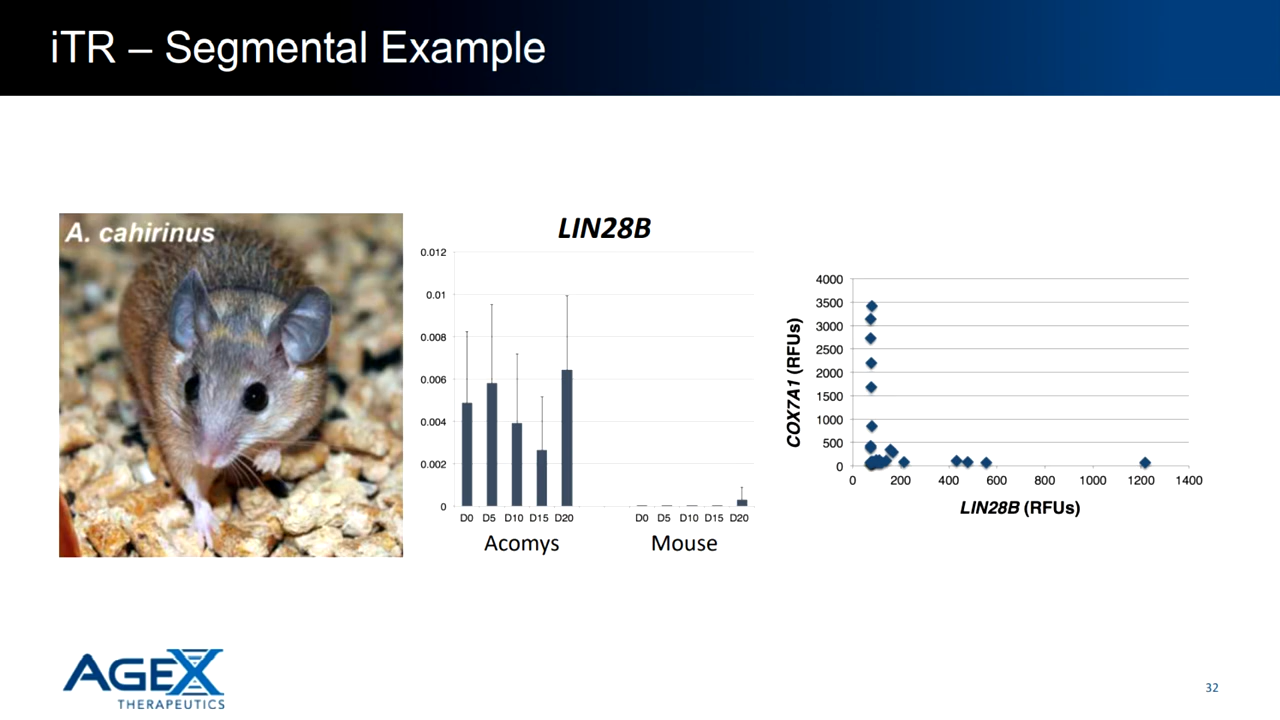 iTR – Segmental Example
A. cahirinus
LIN28B
0.012
0.01
0.008
0.006
0.004
0.002
0
D0 D5 D10 D15 D20 D0 D5 D10 D15 D20
Acomys Mouse
COX7A1 (RFUs)
4000
3500
3000
2500
2000
1500
1000
500
0
0 200 400 600 800 1000 1200 1400
LIN28B (RFUs)
AGEX
THERAPEUTICS
32